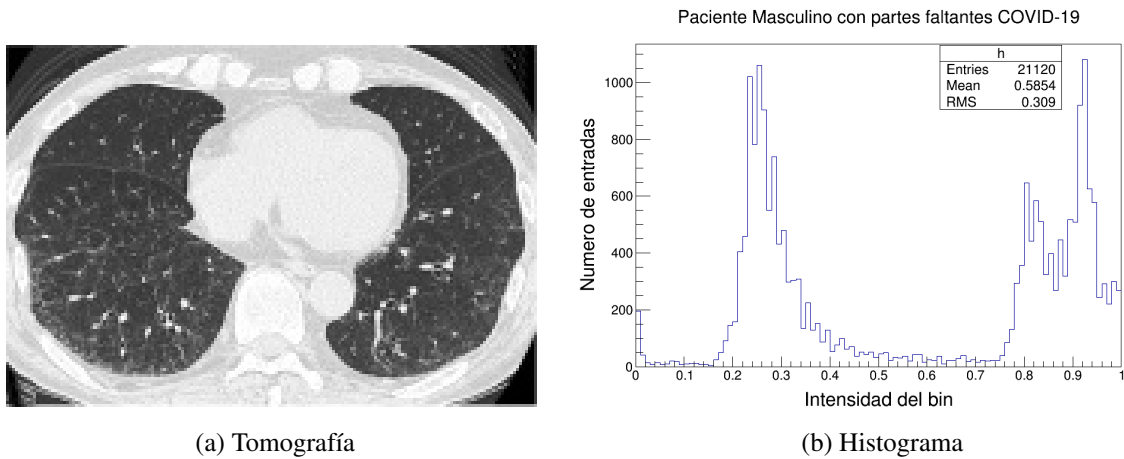 Paciente Masculino con partes faltantes COVID-19
h
Entries 21120
Mean 0.5854
RMS 0.309
Numero de entradas
1000
800
600
400
200
0
0 0.1 0.2 0.3 0.4 0.5 0.6 0.7 0.8 0.9 1
Intensidad del bin
(a) Tomografía
(b) Histograma